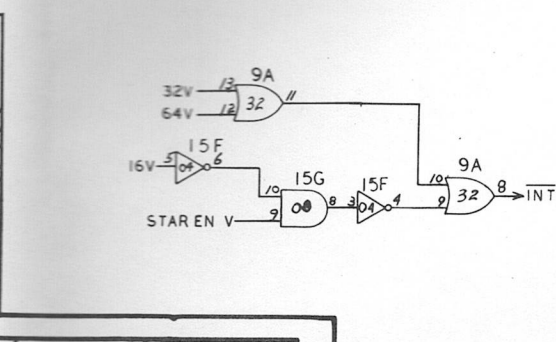 9A
32V 13
64V 12 32 11
15F
16V 5 04 6
15G
10 08 8
STAR EN V 9
15F
3 04 4
9A
10 32 8 INT
9